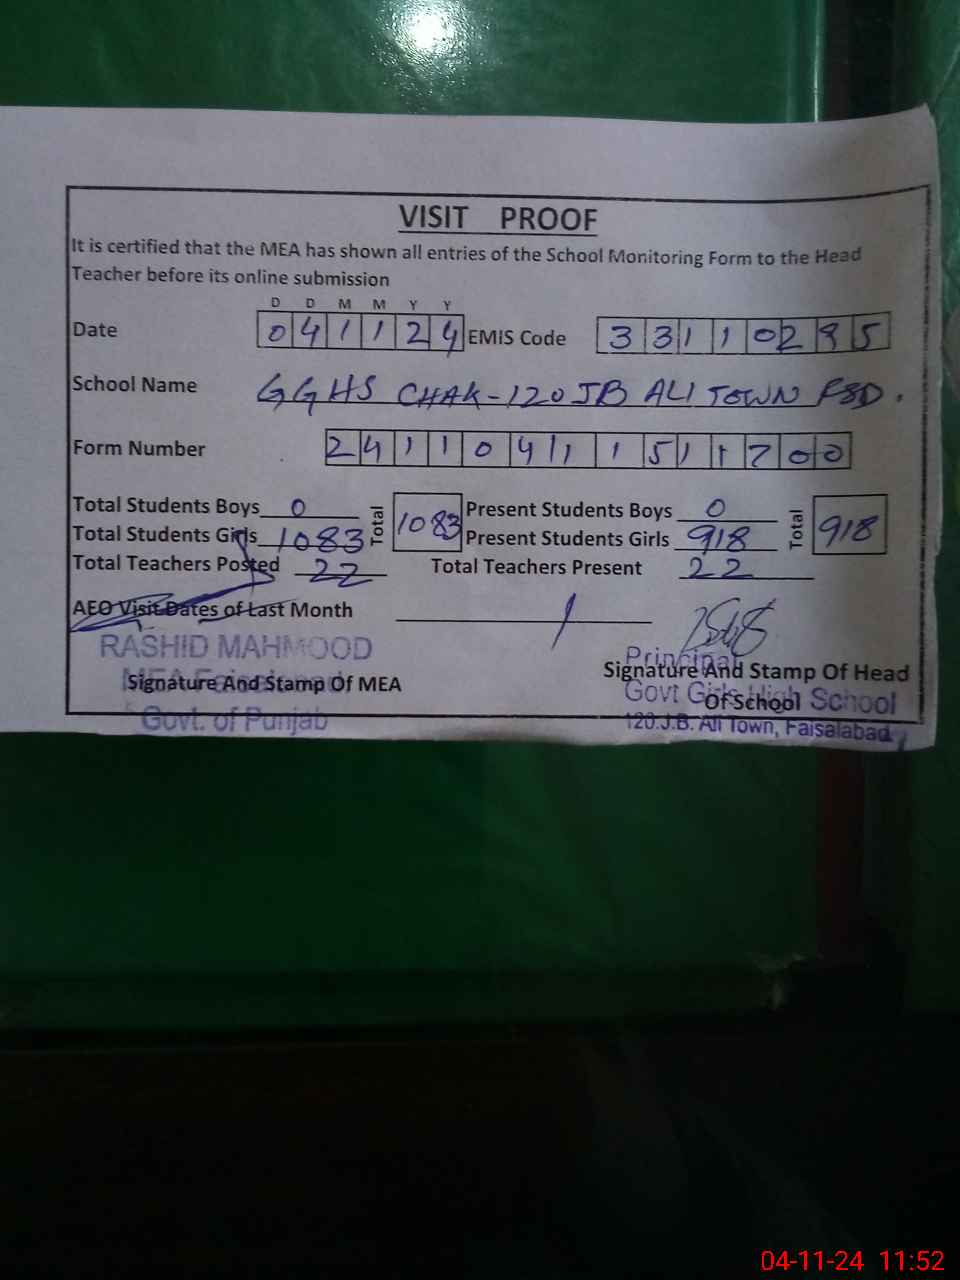 VISIT PROOF
It is certified that the MEA has shown all entries of the School Monitoring Form to the Head
Teacher before its online submission
D D M M Y Y
Date 0 4 1 1 2 4 EMIS Code 3 3 1 1 0 2 8 5
School Name GGHS CHAK-120 JB ALI TOWN FSD.
Form Number 2 4 1 1 0 4 1 1 5 1 1 7 0 0
Total Students Boys 0 Total 1083 Present Students Boys 0 Total 918
Total Students Girls 1083 Present Students Girls 918
Total Teachers Posted 22 Total Teachers Present 22
AEO Visit Dates of Last Month /
RASHID MAHMOOD
Principal
Signature And Stamp Of MEA
Signature And Stamp Of Head
Of School
Govt Girls High School
Govt. of Punjab
120.J.B. Ali Town, Faisalabad
04-11-24 11:52